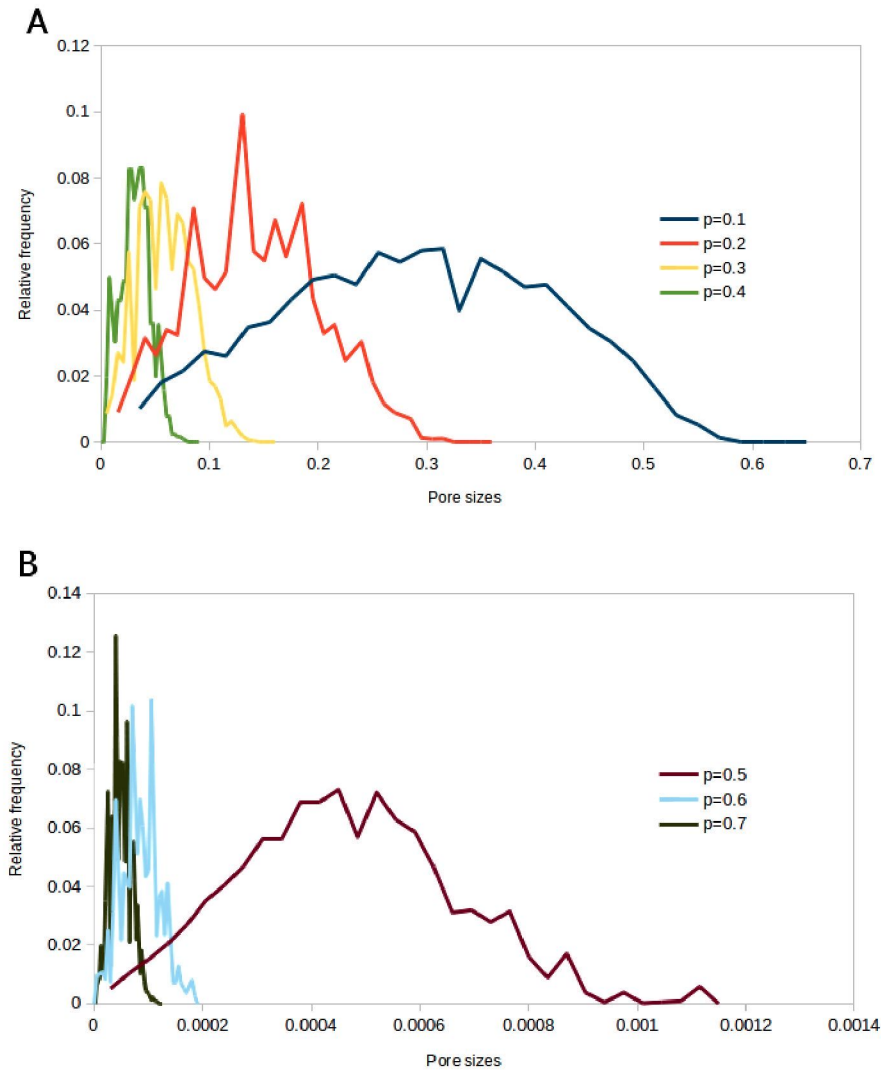 A
0.12
0.1
0.08
0.06
0.04
0.02
0
Relative frequency
p=0.1
p=0.2
p=0.3
p=0.4
0 0.1 0.2 0.3 0.4 0.5 0.6 0.7
Pore sizes
B
0.14
0.12
0.1
0.08
0.06
0.04
0.02
0
Relative frequency
p=0.5
p=0.6
p=0.7
0 0.0002 0.0004 0.0006 0.0008 0.001 0.0012 0.0014
Pore sizes